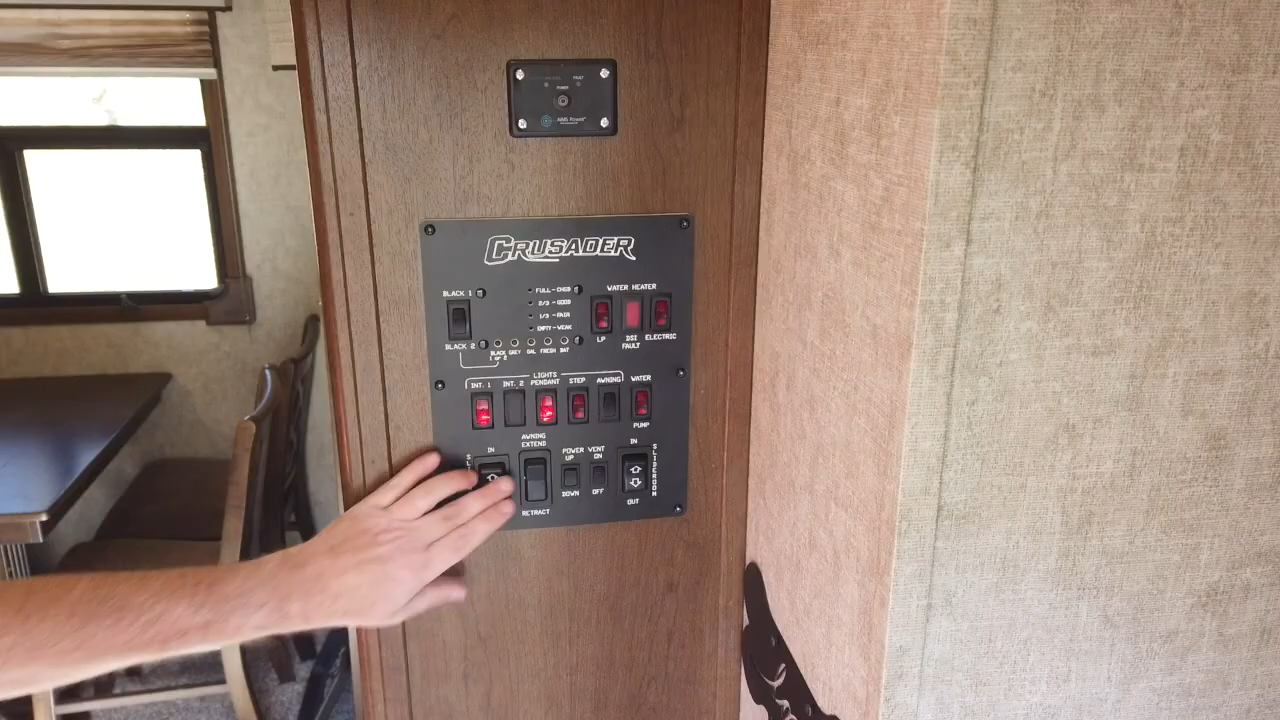 FAULT
POWER
AIMS Power
CRUSADER
BLACK 1
BLACK 2
FULL - CHGD
2/3 - GOOD
1/3 - FAIR
EMPTY - WEAK
BLACK
1 or 2
GREY
GAL
FRESH
BAT
WATER HEATER
LP
DSI
FAULT
ELECTRIC
LIGHTS
INT. 1
INT. 2
PENDANT
STEP
AWNING
WATER
PUMP
IN
AWNING
EXTEND
RETRACT
POWER
UP
DOWN
VENT
ON
OFF
IN
OUT
SLIDEROOM